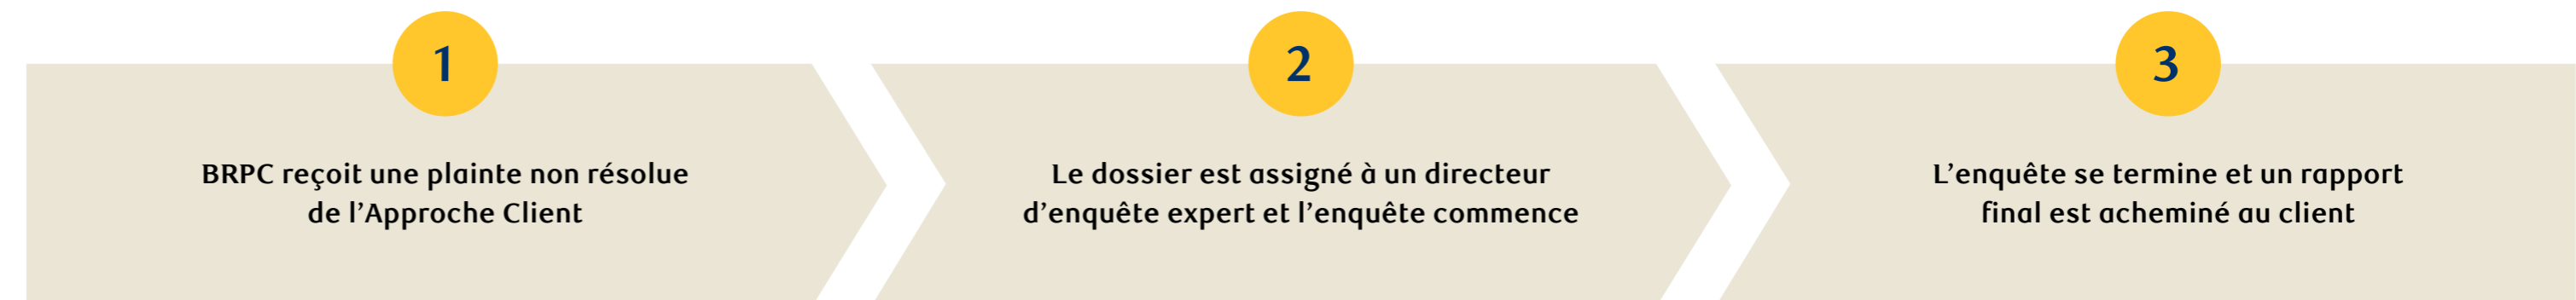 1
BRPC reçoit une plainte non résolue
de l’Approche Client
2
Le dossier est assigné à un directeur
d’enquête expert et l’enquête commence
3
L’enquête se termine et un rapport
final est acheminé au client